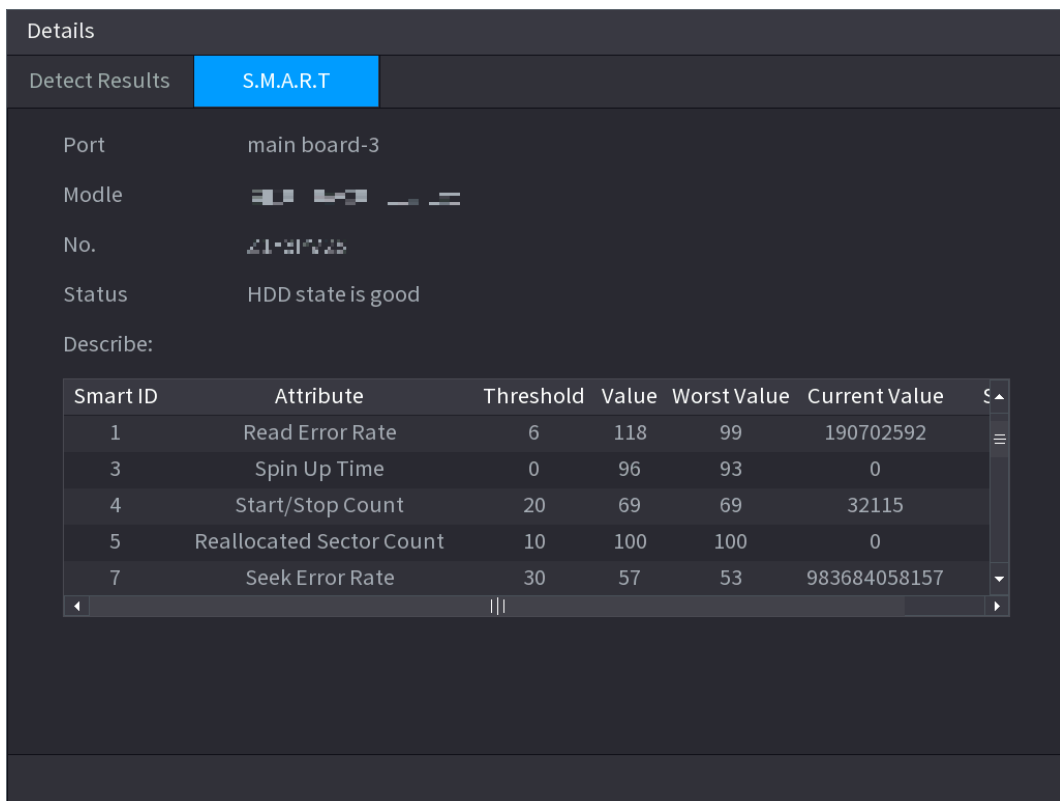 Details
Detect Results S.M.A.R.T
Port main board-3
Modle
No.
Status HDD state is good
Describe:
Smart ID Attribute Threshold Value Worst Value Current Value
1 Read Error Rate 6 118 99 190702592
3 Spin Up Time 0 96 93 0
4 Start/Stop Count 20 69 69 32115
5 Reallocated Sector Count 10 100 100 0
7 Seek Error Rate 30 57 53 983684058157